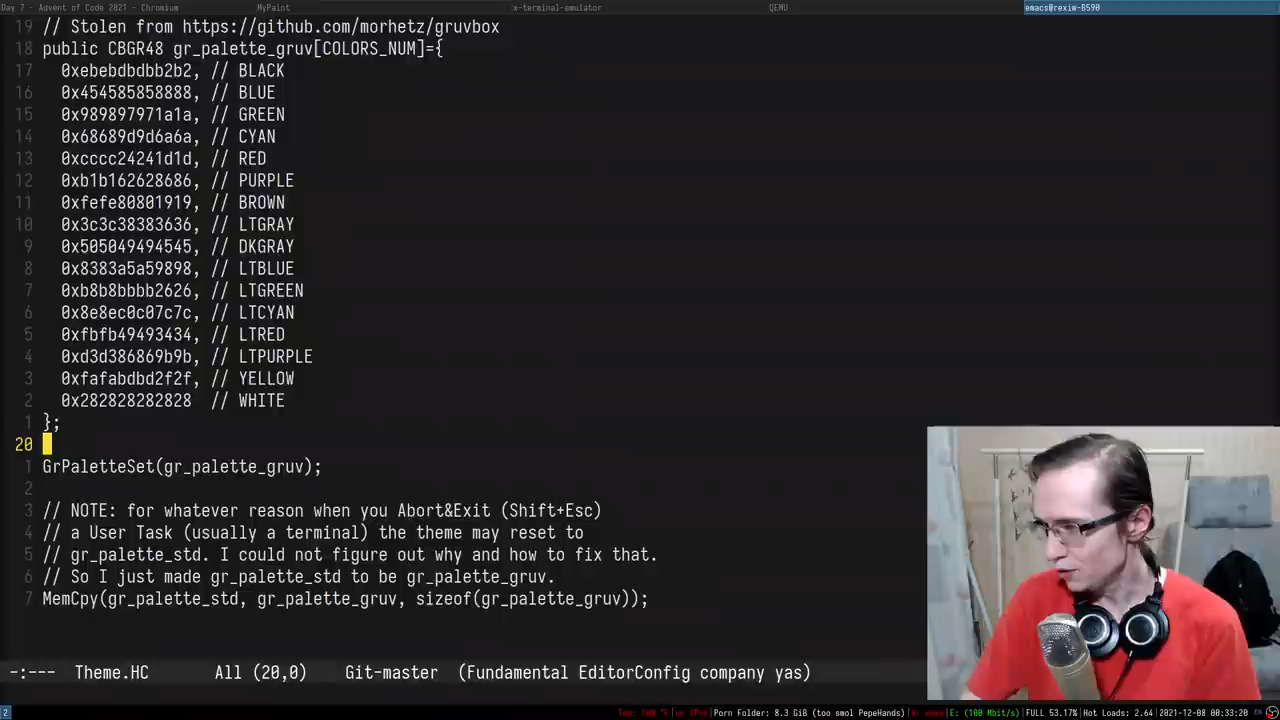 Day 7 - Advent of Code 2021 - Chromium
MyPaint
x-terminal-emulator
QEMU
emacs@rexim-B590
19 // Stolen from https://github.com/morhetz/gruvbox
18 public CBGR48 gr_palette_gruv[COLORS_NUM]={
17 0xebebdbdbb2b2, // BLACK
16 0x454585858888, // BLUE
15 0x989897971a1a, // GREEN
14 0x68689d9d6a6a, // CYAN
13 0xcccc24241d1d, // RED
12 0xb1b162628686, // PURPLE
11 0xfefe80801919, // BROWN
10 0x3c3c38383636, // LTGRAY
9 0x505049494545, // DKGRAY
8 0x8383a5a59898, // LTBLUE
7 0xb8b8bbbb2626, // LTGREEN
6 0x8e8ec0c07c7c, // LTCYAN
5 0xfbfb49493434, // LTRED
4 0xd3d386869b9b, // LTPURPLE
3 0xfafabdbd2f2f, // YELLOW
2 0x282828282828 // WHITE
1 };
20
1 GrPaletteSet(gr_palette_gruv);
2
3 // NOTE: for whatever reason when you Abort&Exit (Shift+Esc)
4 // a User Task (usually a terminal) the theme may reset to
5 // gr_palette_std. I could not figure out why and how to fix that.
6 // So I just made gr_palette_std to be gr_palette_gruv.
7 MemCpy(gr_palette_std, gr_palette_gruv, sizeof(gr_palette_gruv));
-:--- Theme.HC All (20,0) Git-master (Fundamental EditorConfig company yas)
2
Porn Folder: 8.3 GiB (too smol PepeHands)
E: (100 Mbit/s)
FULL 53.17%
Hot Loads: 2.64
2021-12-08 00:33:20